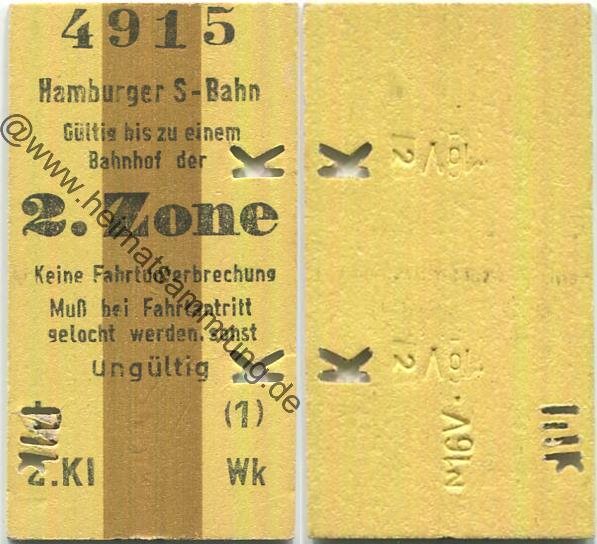 4915
Hamburger S-Bahn
Gültig bis zu einem
Bahnhof der
2. Zone
Keine Fahrtunterbrechung
Muß bei Fahrtantritt
gelocht werden, sonst
ungültig
(1)
2.Kl Wk
@www.heimatsammlung.de